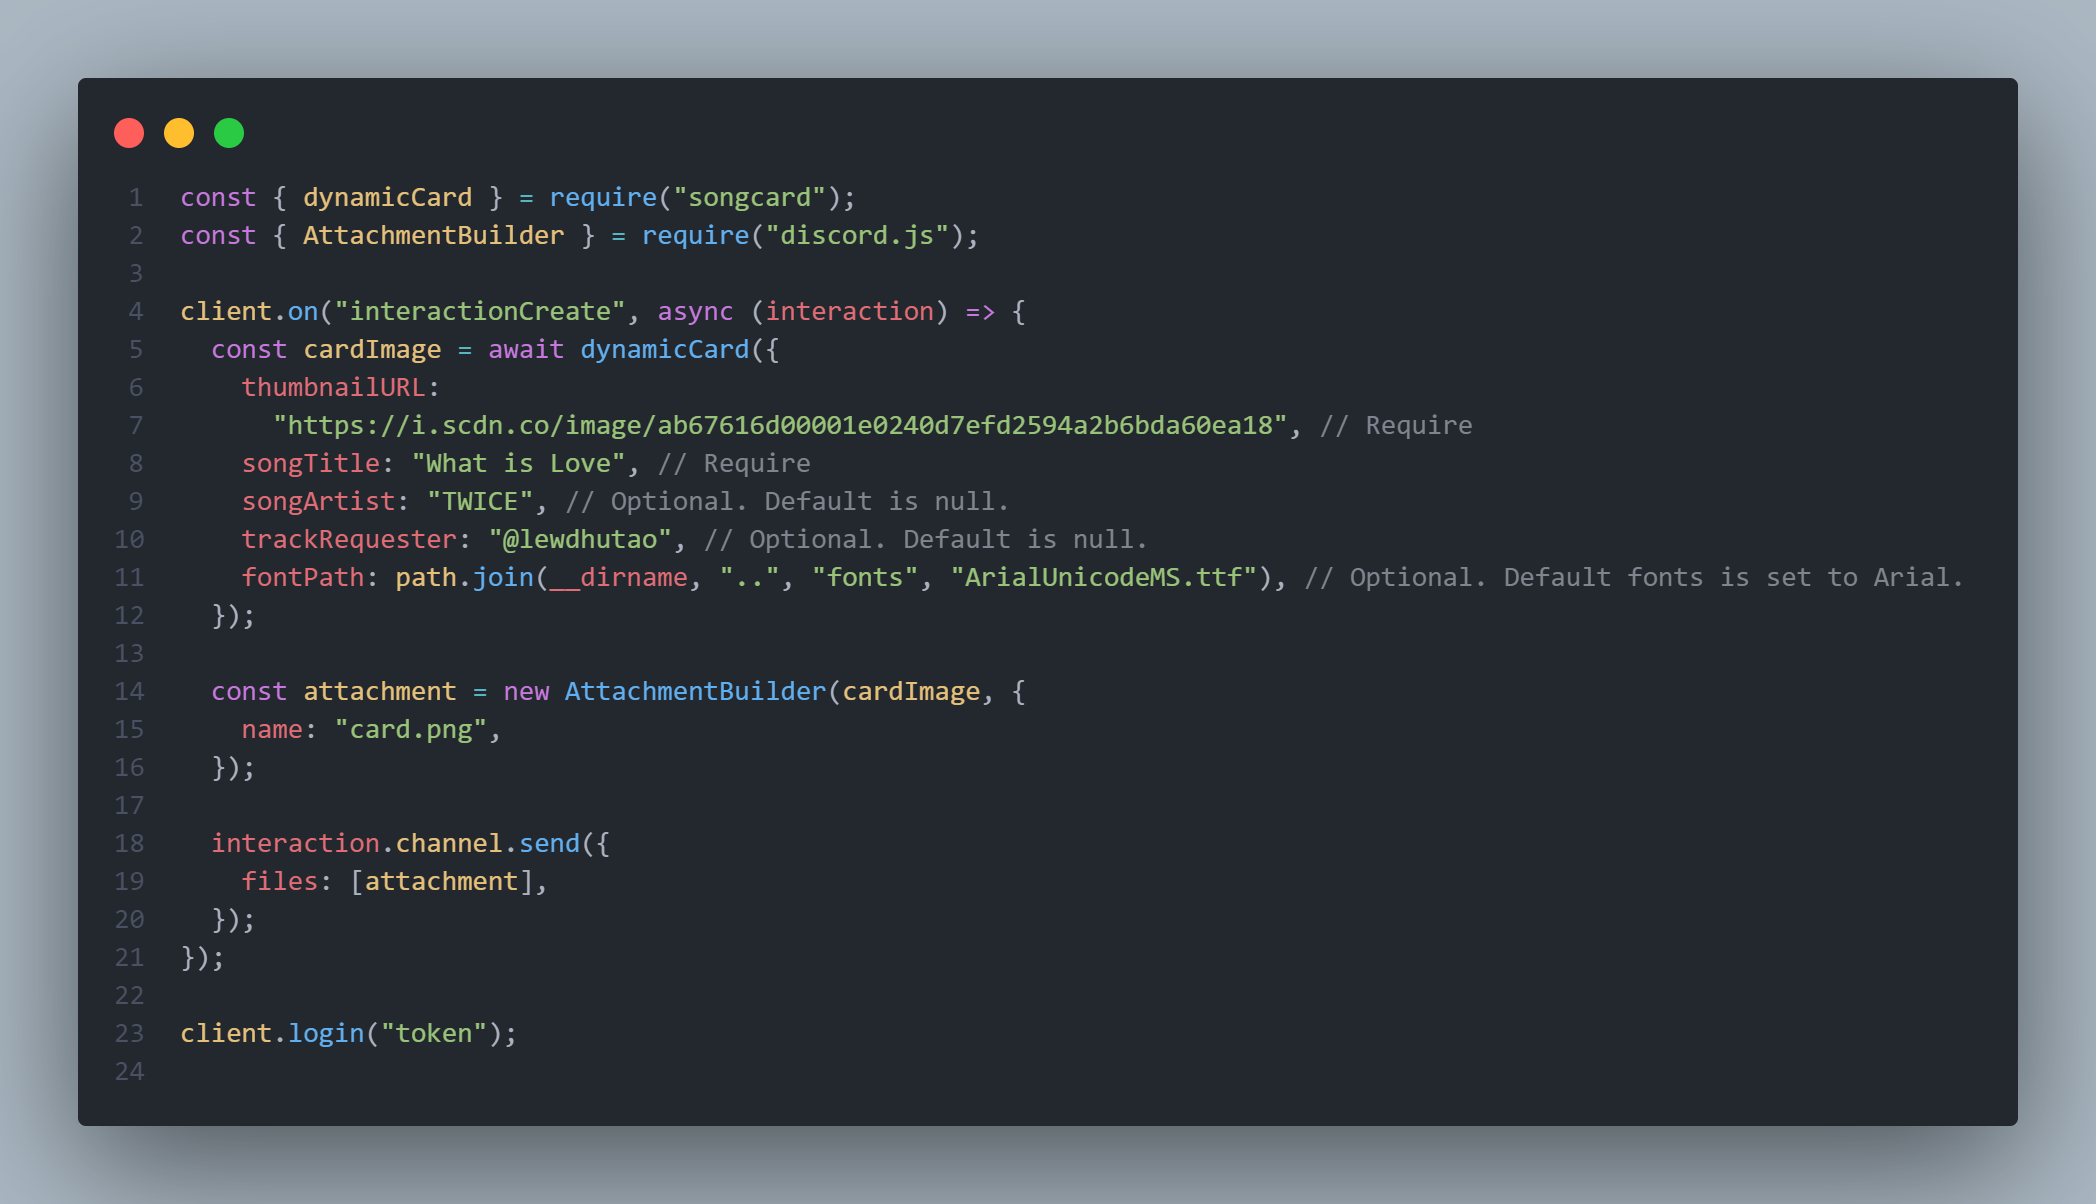 1 const { dynamicCard } = require("songcard");
2 const { AttachmentBuilder } = require("discord.js");
3
4 client.on("interactionCreate", async (interaction) => {
5   const cardImage = await dynamicCard({
6     thumbnailURL:
7       "https://i.scdn.co/image/ab67616d00001e0240d7efd2594a2b6bda60ea18", // Require
8     songTitle: "What is Love", // Require
9     songArtist: "TWICE", // Optional. Default is null.
10     trackRequester: "@lewdhutao", // Optional. Default is null.
11     fontPath: path.join(__dirname, "..", "fonts", "ArialUnicodeMS.ttf"), // Optional. Default fonts is set to Arial.
12   });
13
14   const attachment = new AttachmentBuilder(cardImage, {
15     name: "card.png",
16   });
17
18   interaction.channel.send({
19     files: [attachment],
20   });
21 });
22
23 client.login("token");
24